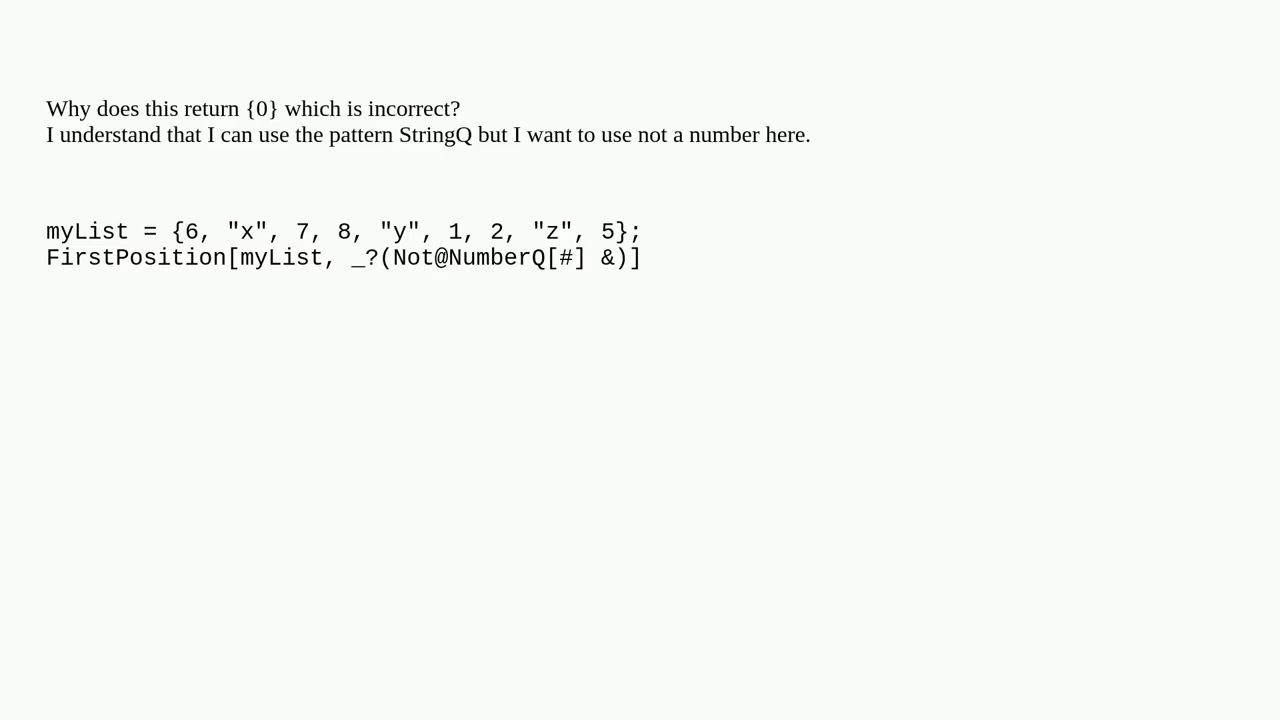 Why does this return {0} which is incorrect?
I understand that I can use the pattern StringQ but I want to use not a number here.
myList = {6, "x", 7, 8, "y", 1, 2, "z", 5};
FirstPosition[myList, _?(Not@NumberQ[#] &)]